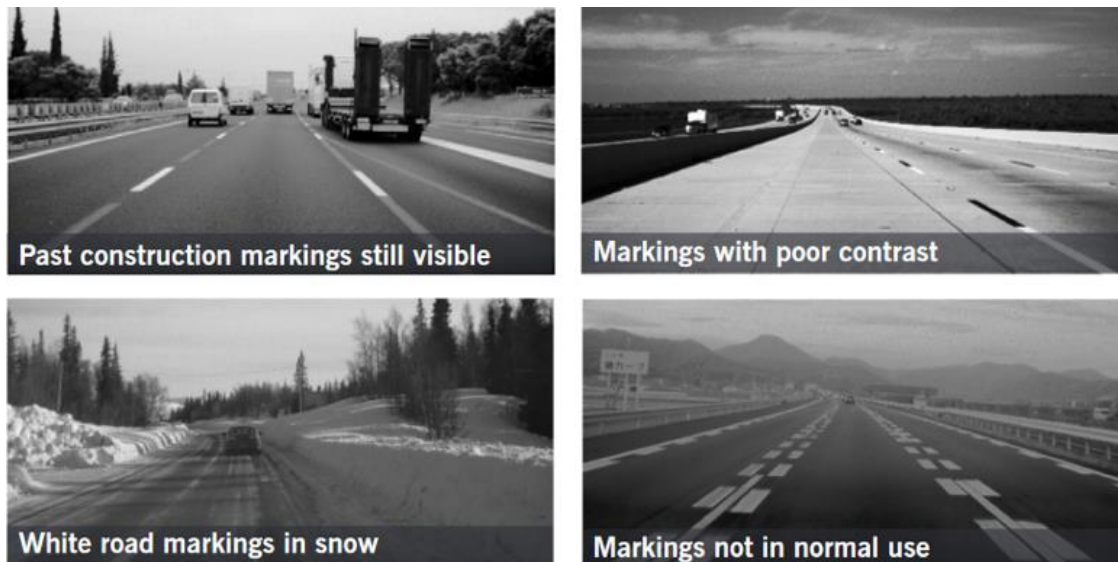 Past construction markings still visible
Markings with poor contrast
White road markings in snow
Markings not in normal use